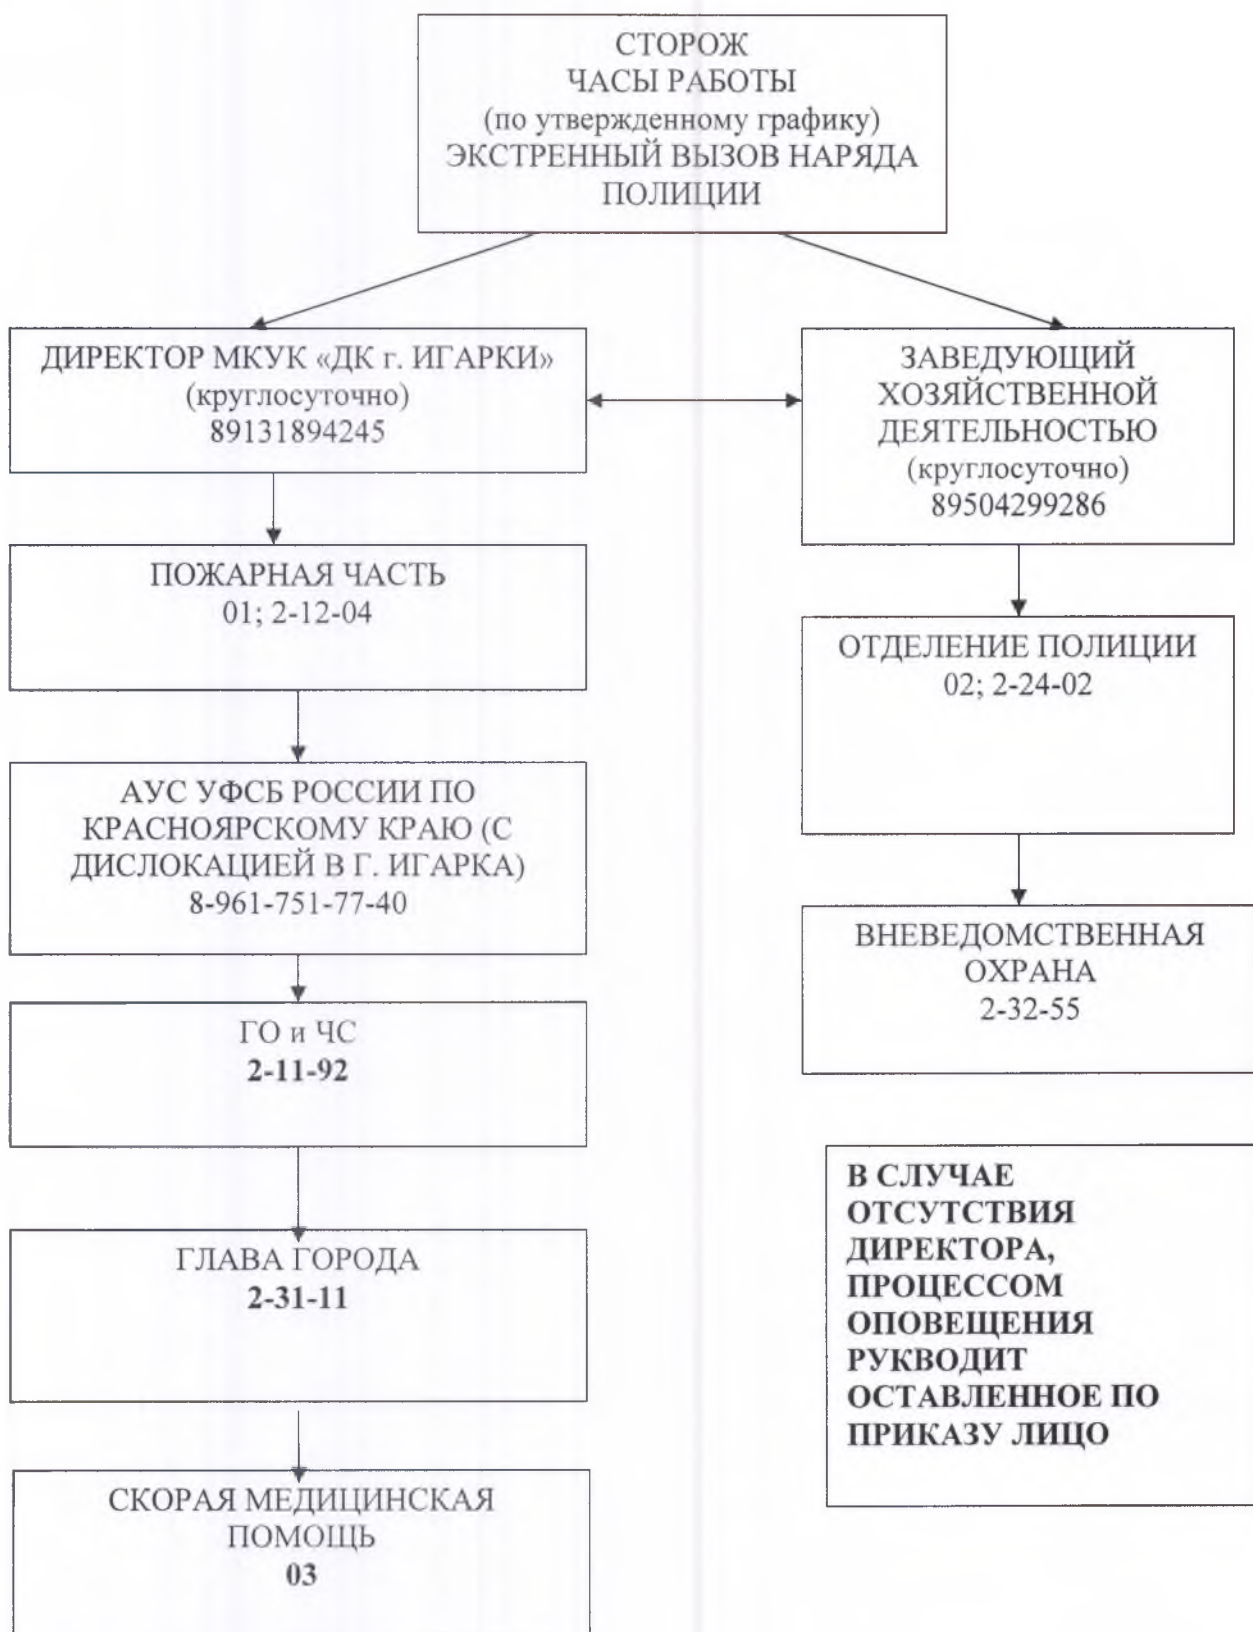 СТОРОЖ
ЧАСЫ РАБОТЫ
(по утвержденному графику)
ЭКСТРЕННЫЙ ВЫЗОВ НАРЯДА
ПОЛИЦИИ
ДИРЕКТОР МКУК «ДК г. ИГАРКИ»
(круглосуточно)
89131894245
ПОЖАРНАЯ ЧАСТЬ
01; 2-12-04
АУС УФСБ РОССИИ ПО
КРАСНОЯРСКОМУ КРАЮ (С
ДИСЛОКАЦИЕЙ В Г. ИГАРКА)
8-961-751-77-40
ГО и ЧС
2-11-92
ГЛАВА ГОРОДА
2-31-11
СКОРАЯ МЕДИЦИНСКАЯ
ПОМОЩЬ
03
ЗАВЕДУЮЩИЙ
ХОЗЯЙСТВЕННОЙ
ДЕЯТЕЛЬНОСТЬЮ
(круглосуточно)
89504299286
ОТДЕЛЕНИЕ ПОЛИЦИИ
02; 2-24-02
ВНЕВЕДОМСТВЕННАЯ
ОХРАНА
2-32-55
В СЛУЧАЕ
ОТСУТСТВИЯ
ДИРЕКТОРА,
ПРОЦЕССОМ
ОПОВЕЩЕНИЯ
РУКВОДИТ
ОСТАВЛЕННОЕ ПО
ПРИКАЗУ ЛИЦО